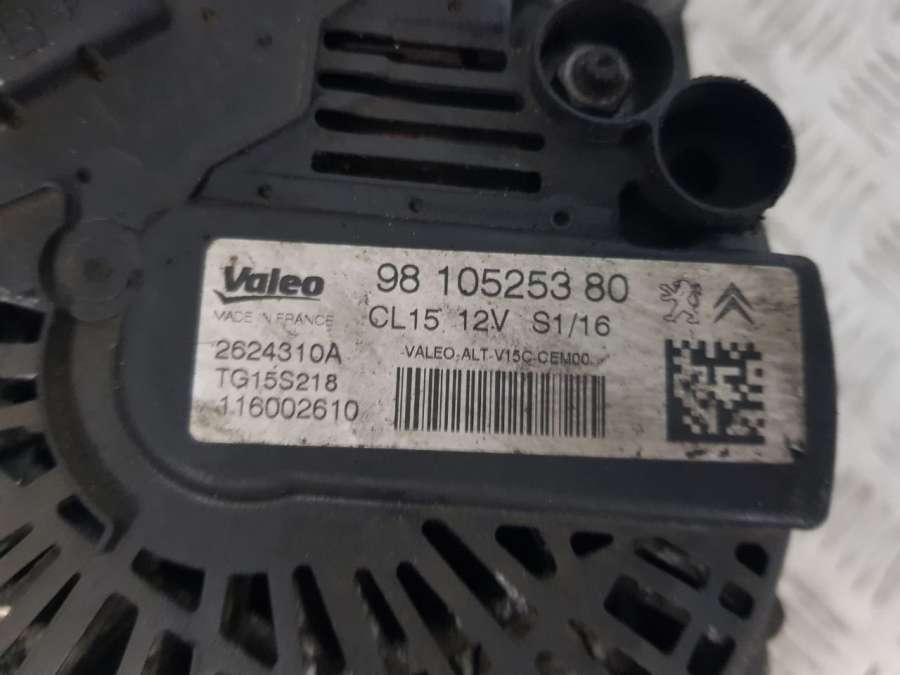 Valeo
MADE IN FRANCE
98 105253 80
CL15 12V S1/16
2624310A
TG15S218
116002610
VALEO-ALT-V15C-CEM00